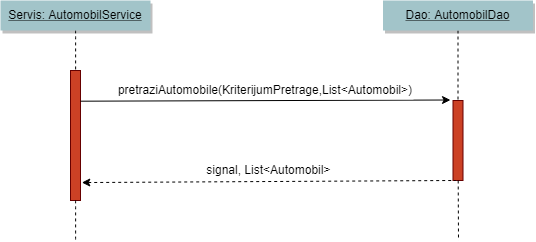 Servis: AutomobilService
Dao: AutomobilDao
pretraziAutomobile(KriterijumPretrage,List<Automobil>)
signal, List<Automobil>